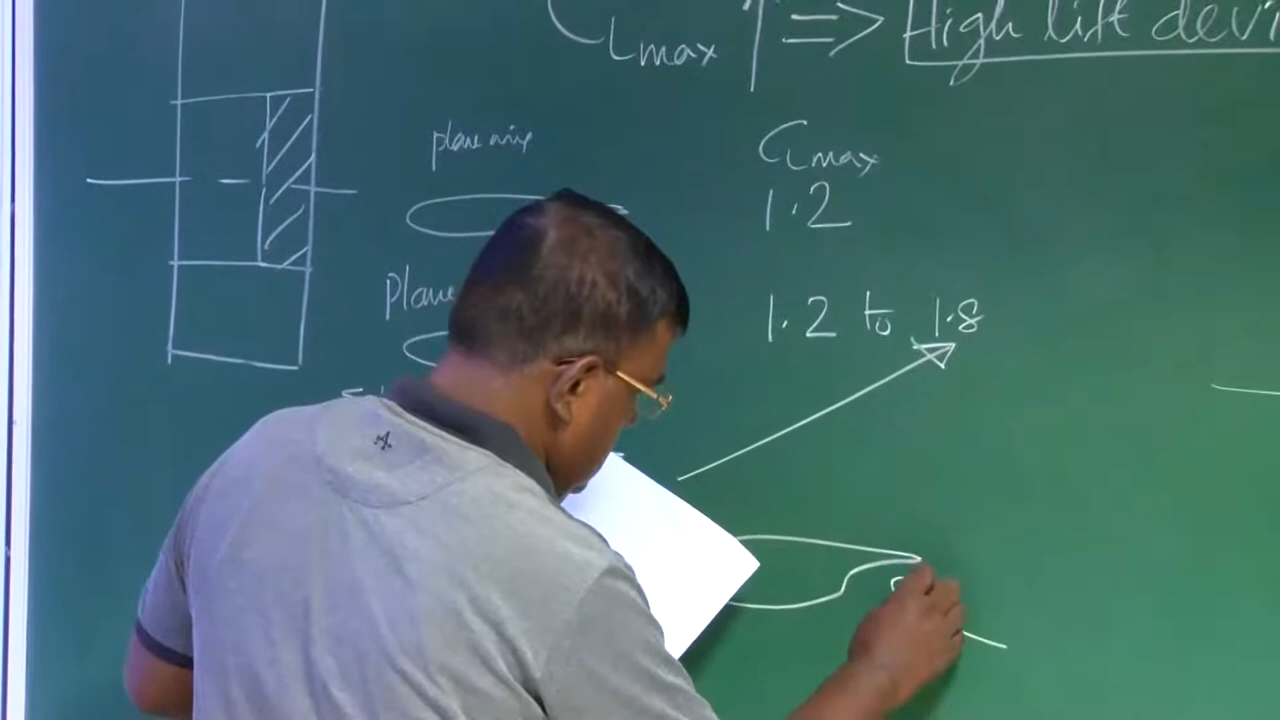 CLmax ↑ => High lift devi
plane wing
CLmax
1.2
Plane
1.2 to 1.8